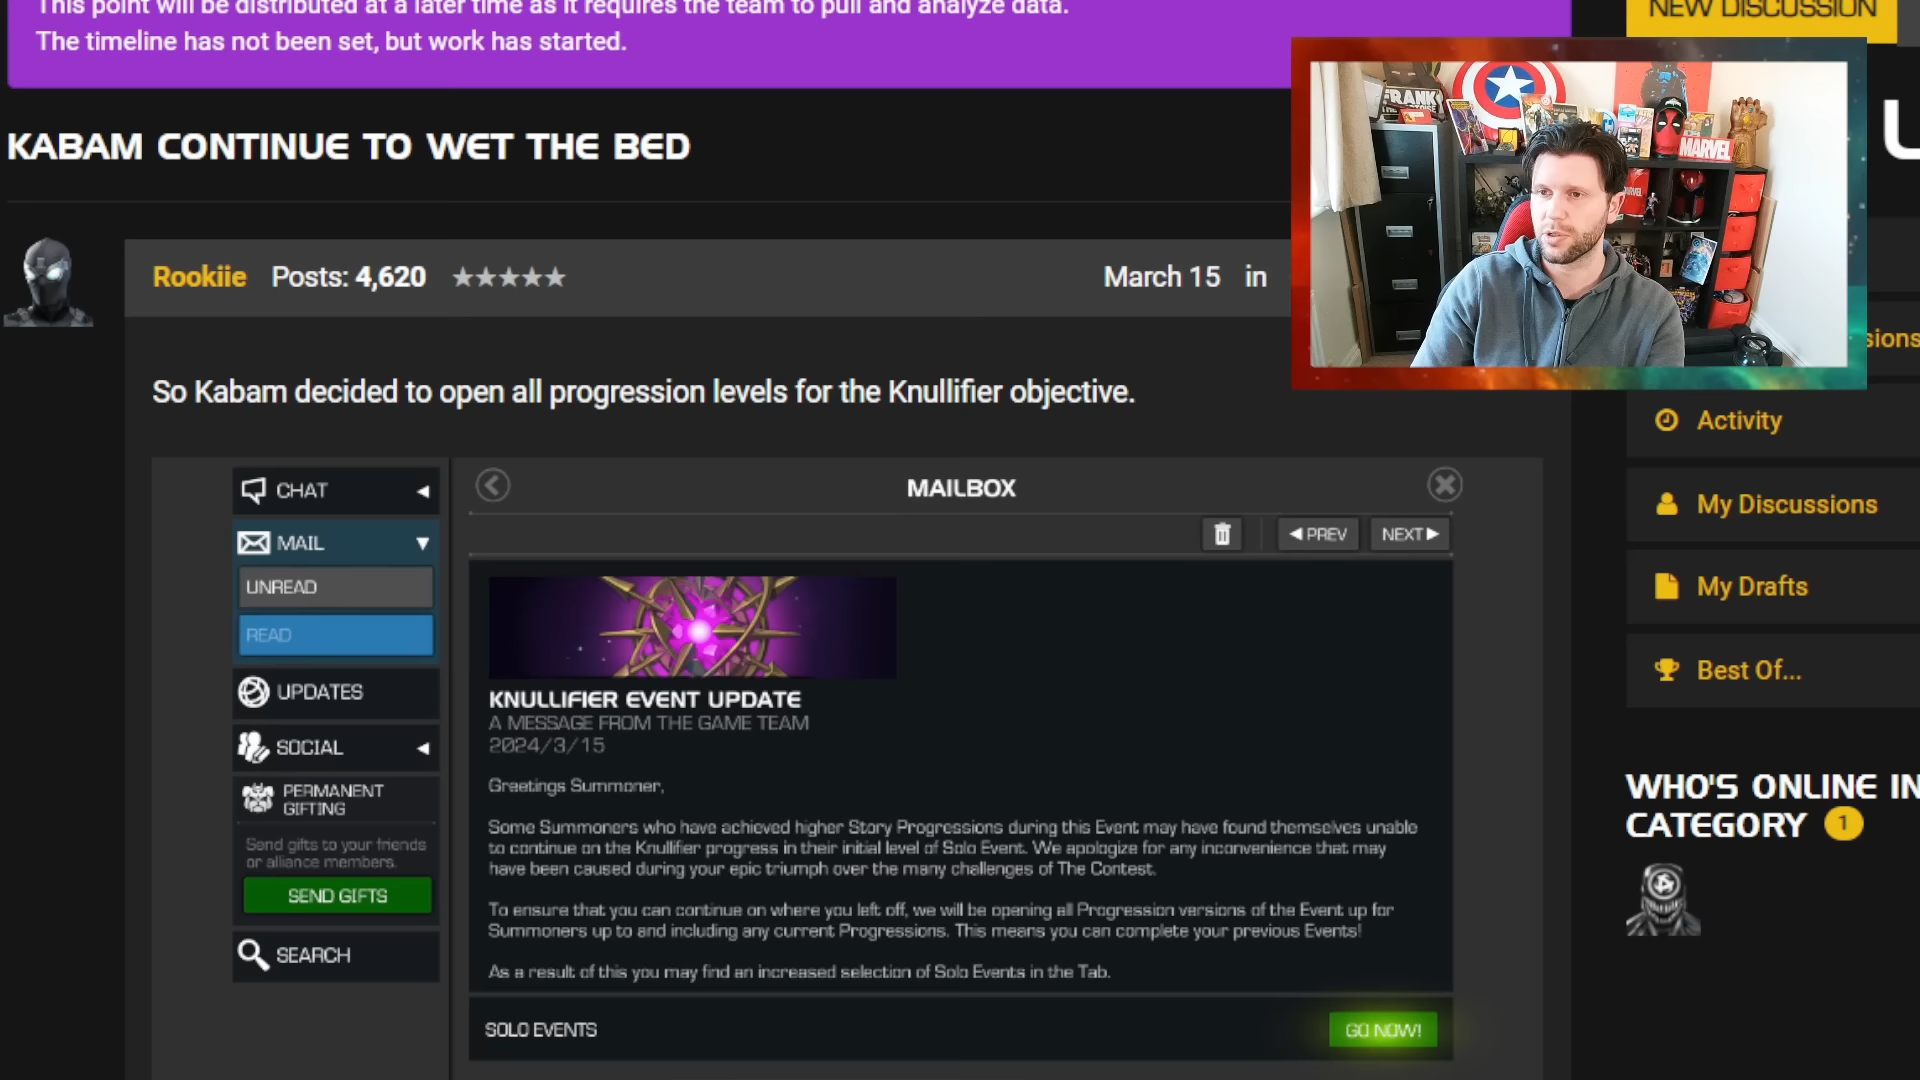 This point will be distributed at a later time as it requires the team to pull and analyze data.
The timeline has not been set, but work has started.
NEW DISCUSSION
KABAM CONTINUE TO WET THE BED
FRANK
MARVEL
MARVEL
Rookiie Posts: 4,620 ★★★★★ March 15 in
So Kabam decided to open all progression levels for the Knullifier objective.
Activity
My Discussions
My Drafts
Best Of...
WHO'S ONLINE IN
CATEGORY 1
CHAT
MAIL
UNREAD
READ
UPDATES
SOCIAL
PERMANENT
GIFTING
Send gifts to your friends
or alliance members.
SEND GIFTS
SEARCH
MAILBOX
PREV NEXT
KNULLIFIER EVENT UPDATE
A MESSAGE FROM THE GAME TEAM
2024/3/15
Greetings Summoner,
Some Summoners who have achieved higher Story Progressions during this Event may have found themselves unable
to continue on the Knullifier progress in their initial level of Solo Event. We apologize for any inconvenience that may
have been caused during your epic triumph over the many challenges of The Contest.
To ensure that you can continue on where you left off, we will be opening all Progression versions of the Event up for
Summoners up to and including any current Progressions. This means you can complete your previous Events!
As a result of this you may find an increased selection of Solo Events in the Tab.
SOLO EVENTS
GO NOW!